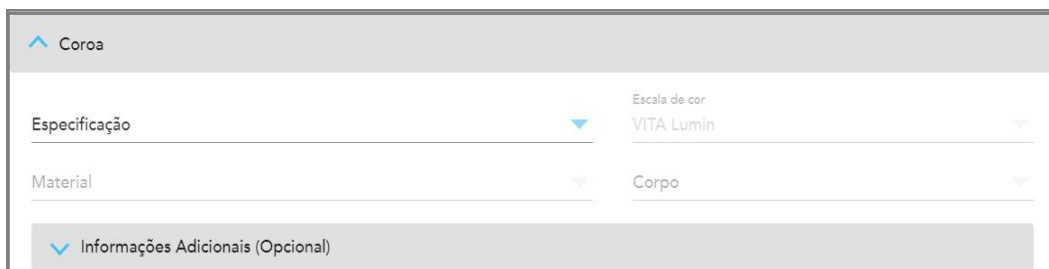 Coroa
Escala de cor
Especificação
VITA Lumin
Material
Corpo
Informações Adicionais (Opcional)